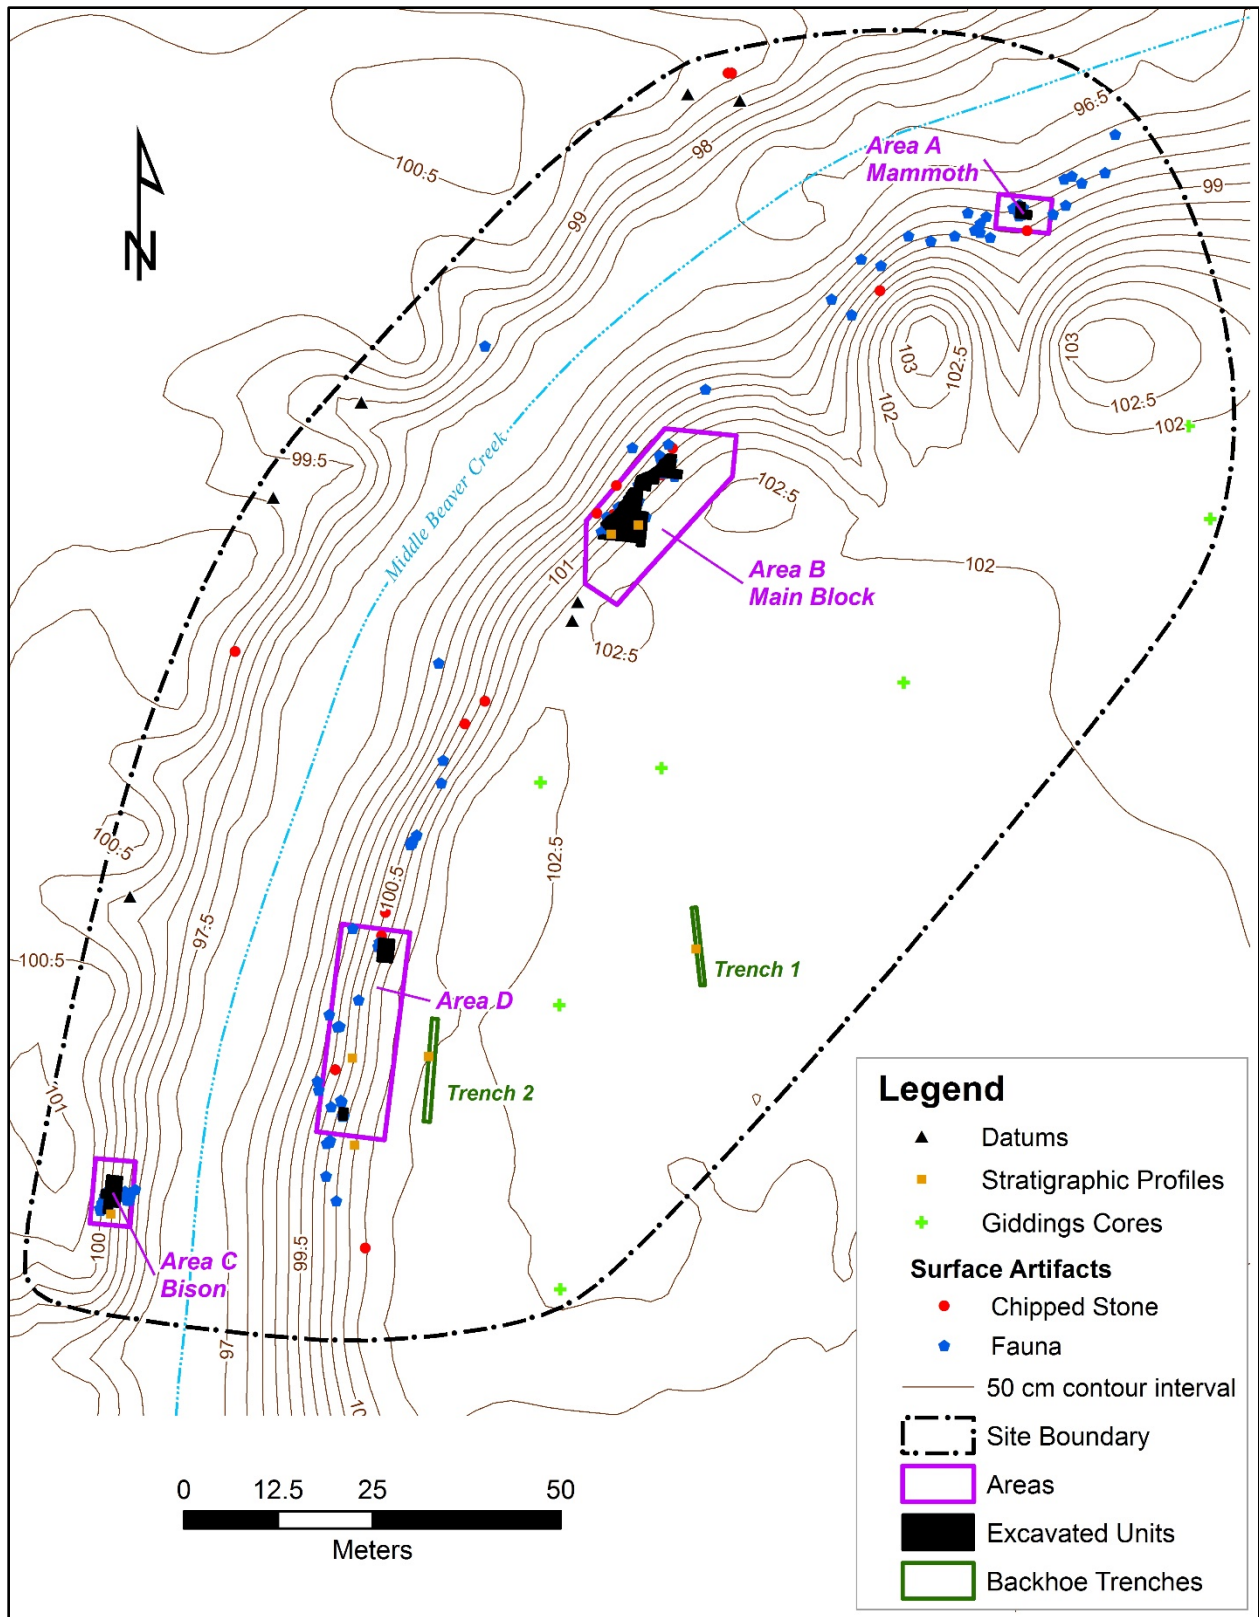 96.5
98
Area A
Mammoth
100.5
99
99
N
103
102.5
103
102.5
102
102
99.5
Middle Beaver Creek
102.5
101
102
Area B
Main Block
102.5
100.5
102.5
100.5
97.5
100.5
Trench 1
Area D
101
Trench 2
Area C
Bison
100
99.5
97
10
Legend
Datums
Stratigraphic Profiles
Giddings Cores
Surface Artifacts
Chipped Stone
Fauna
50 cm contour interval
Site Boundary
Areas
Excavated Units
Backhoe Trenches
0 12.5 25 50
Meters